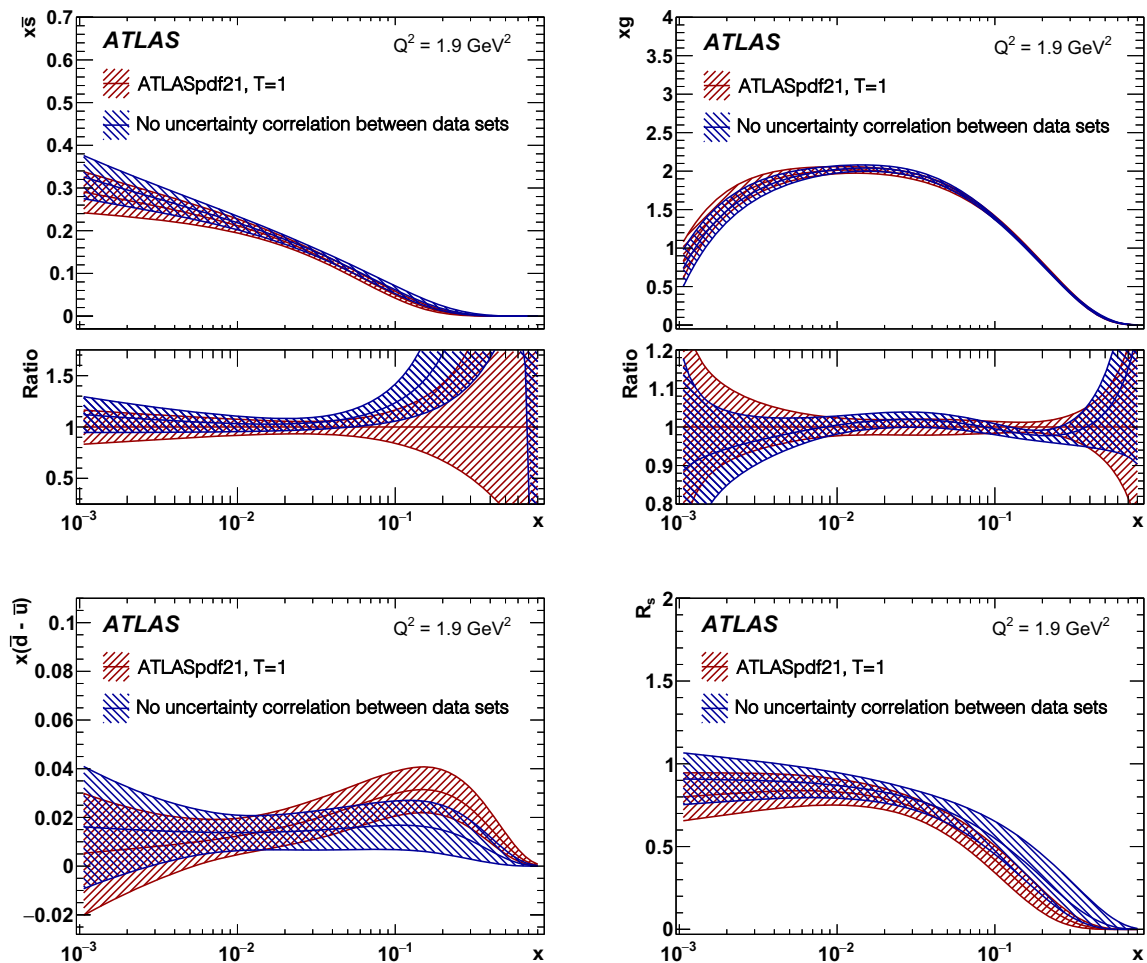 xs̅
0.7
0.6
0.5
0.4
0.3
0.2
0.1
0
ATLAS
Q² = 1.9 GeV²
ATLASpdf21, T=1
No uncertainty correlation between data sets
Ratio
1.5
1
0.5
10⁻³ 10⁻² 10⁻¹ x
xg
4
3.5
3
2.5
2
1.5
1
0.5
0
ATLAS
Q² = 1.9 GeV²
ATLASpdf21, T=1
No uncertainty correlation between data sets
Ratio
1.2
1.1
1
0.9
0.8
10⁻³ 10⁻² 10⁻¹ x
x(d̅ - u̅)
0.1
0.08
0.06
0.04
0.02
0
−0.02
ATLAS
Q² = 1.9 GeV²
ATLASpdf21, T=1
No uncertainty correlation between data sets
10⁻³ 10⁻² 10⁻¹ x
Rₛ
2
1.5
1
0.5
0
ATLAS
Q² = 1.9 GeV²
ATLASpdf21, T=1
No uncertainty correlation between data sets
10⁻³ 10⁻² 10⁻¹ x